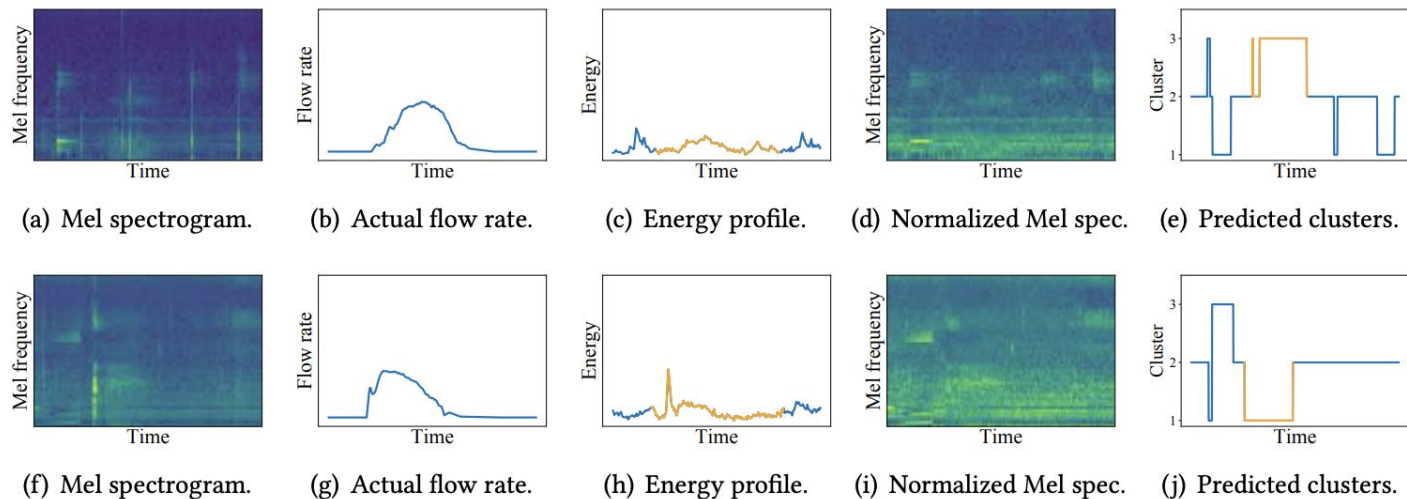 Mel frequency
Time
(a) Mel spectrogram.
Flow rate
Time
(b) Actual flow rate.
Energy
Time
(c) Energy profile.
Mel frequency
Time
(d) Normalized Mel spec.
Cluster
3
2
1
Time
(e) Predicted clusters.
Mel frequency
Time
(f) Mel spectrogram.
Flow rate
Time
(g) Actual flow rate.
Energy
Time
(h) Energy profile.
Mel frequency
Time
(i) Normalized Mel spec.
Cluster
3
2
1
Time
(j) Predicted clusters.